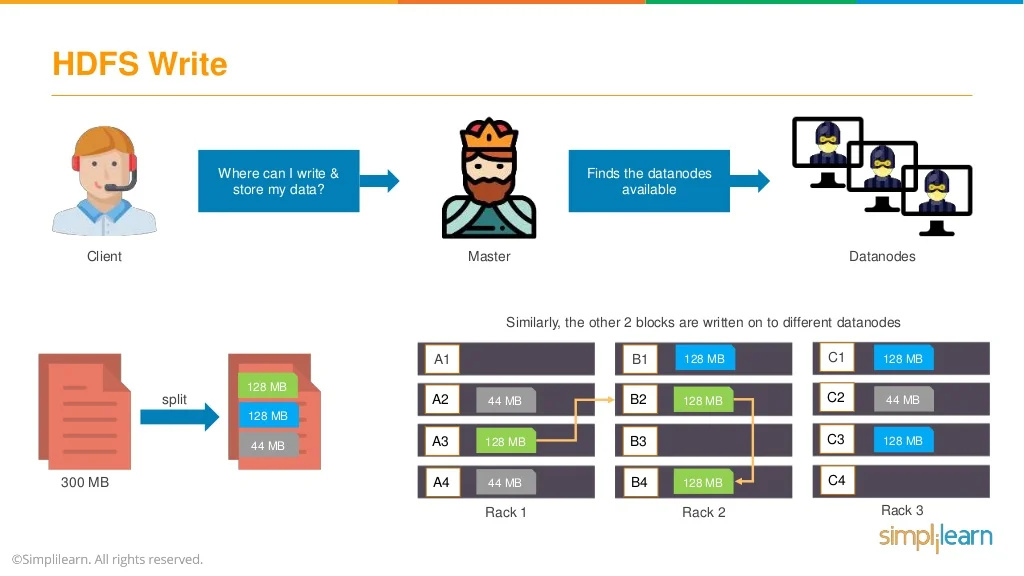 HDFS Write
Where can I write &
store my data?
Finds the datanodes
available
Client
Master
Datanodes
Similarly, the other 2 blocks are written on to different datanodes
300 MB
split
128 MB
128 MB
44 MB
A1
A2
44 MB
A3
128 MB
A4
44 MB
Rack 1
B1
128 MB
B2
128 MB
B3
B4
128 MB
Rack 2
C1
128 MB
C2
44 MB
C3
128 MB
C4
Rack 3
simplilearn
©Simplilearn. All rights reserved.